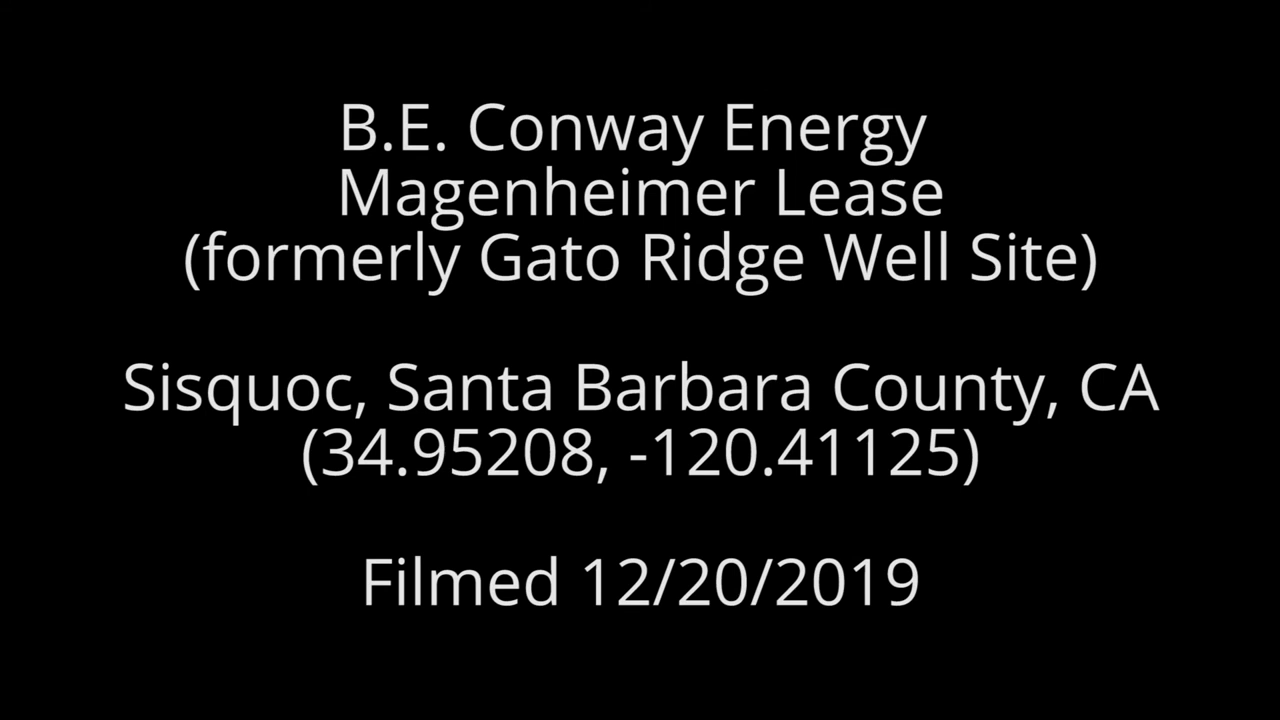 B.E. Conway Energy
Magenheimer Lease
(formerly Gato Ridge Well Site)
Sisquoc, Santa Barbara County, CA
(34.95208, -120.41125)
Filmed 12/20/2019